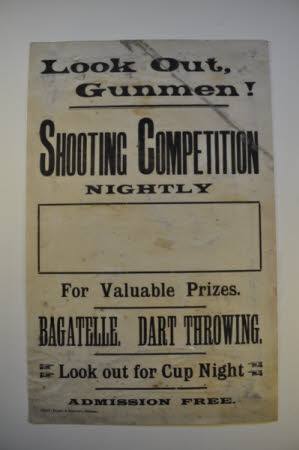 Look Out,
Gunmen!
SHOOTING COMPETITION
NIGHTLY
For Valuable Prizes.
BAGATELLE. DART THROWING.
Look out for Cup Night
ADMISSION FREE.